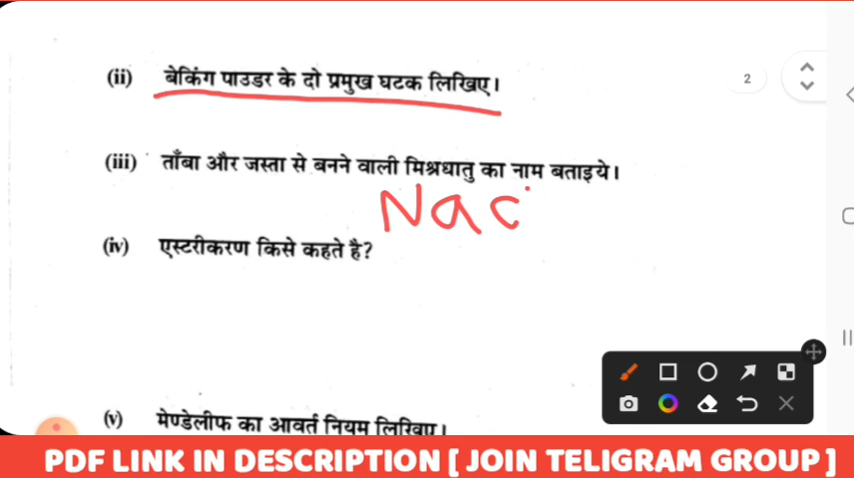 (ii) बेकिंग पाउडर के दो प्रमुख घटक लिखिए।
2
(iii) ताँबा और जस्ता से बनने वाली मिश्रधातु का नाम बताइये।
Nac
(iv) एस्टरीकरण किसे कहते है?
(v) मेण्डेलीफ का आवर्त नियम लिखिए।
PDF LINK IN DESCRIPTION [ JOIN TELIGRAM GROUP ]